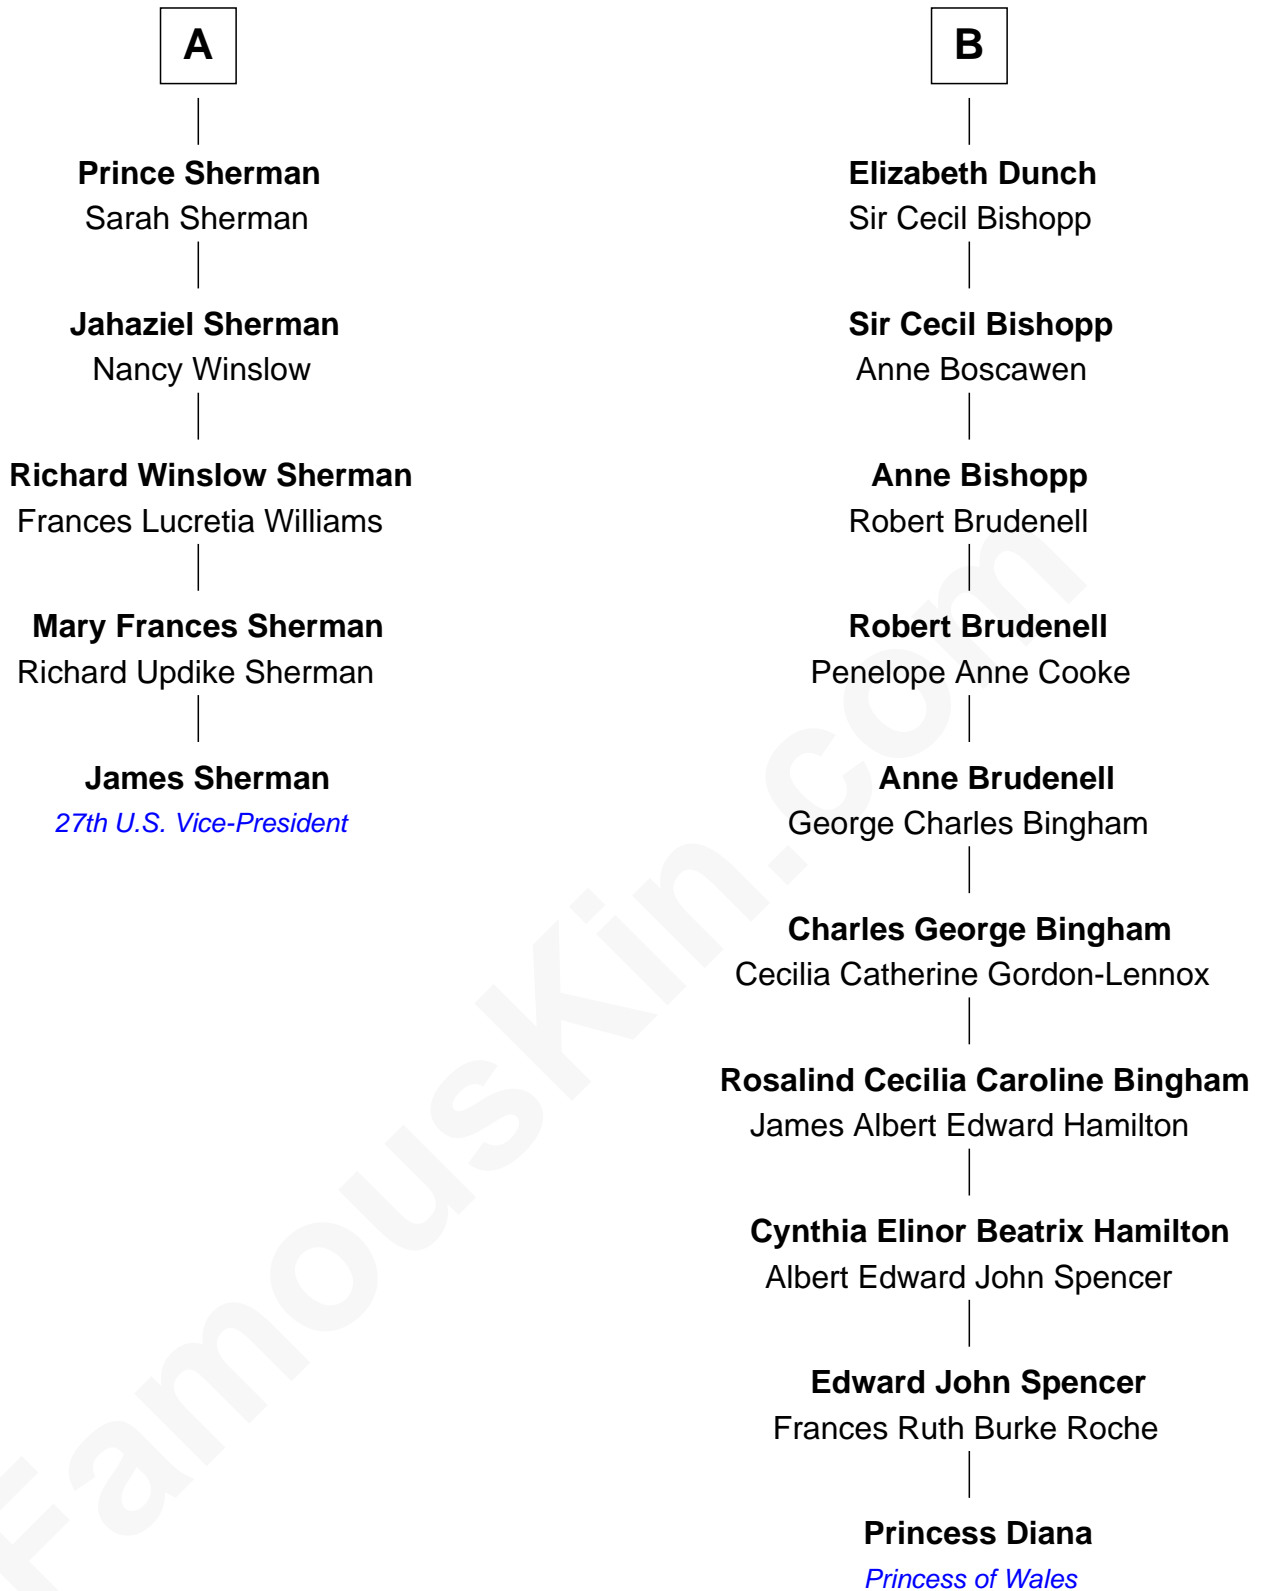 A
Prince Sherman
Sarah Sherman
Jahaziel Sherman
Nancy Winslow
Richard Winslow Sherman
Frances Lucretia Williams
Mary Frances Sherman
Richard Updike Sherman
James Sherman
27th U.S. Vice-President
B
Elizabeth Dunch
Sir Cecil Bishopp
Sir Cecil Bishopp
Anne Boscawen
Anne Bishopp
Robert Brudenell
Robert Brudenell
Penelope Anne Cooke
Anne Brudenell
George Charles Bingham
Charles George Bingham
Cecilia Catherine Gordon-Lennox
Rosalind Cecilia Caroline Bingham
James Albert Edward Hamilton
Cynthia Elinor Beatrix Hamilton
Albert Edward John Spencer
Edward John Spencer
Frances Ruth Burke Roche
Princess Diana
Princess of Wales
FamousKin.com